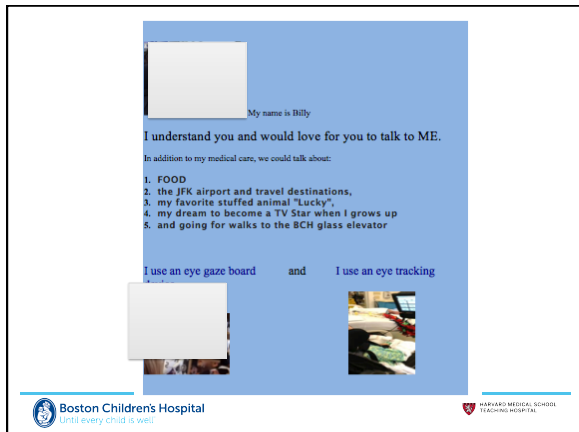 My name is Billy
I understand you and would love for you to talk to ME.
In addition to my medical care, we could talk about:
1. FOOD
2. the JFK airport and travel destinations,
3. my favorite stuffed animal "Lucky",
4. my dream to become a TV Star when I grows up
5. and going for walks to the BCH glass elevator
I use an eye gaze board and I use an eye tracking
Boston Children's Hospital
Until every child is well
HARVARD MEDICAL SCHOOL
TEACHING HOSPITAL